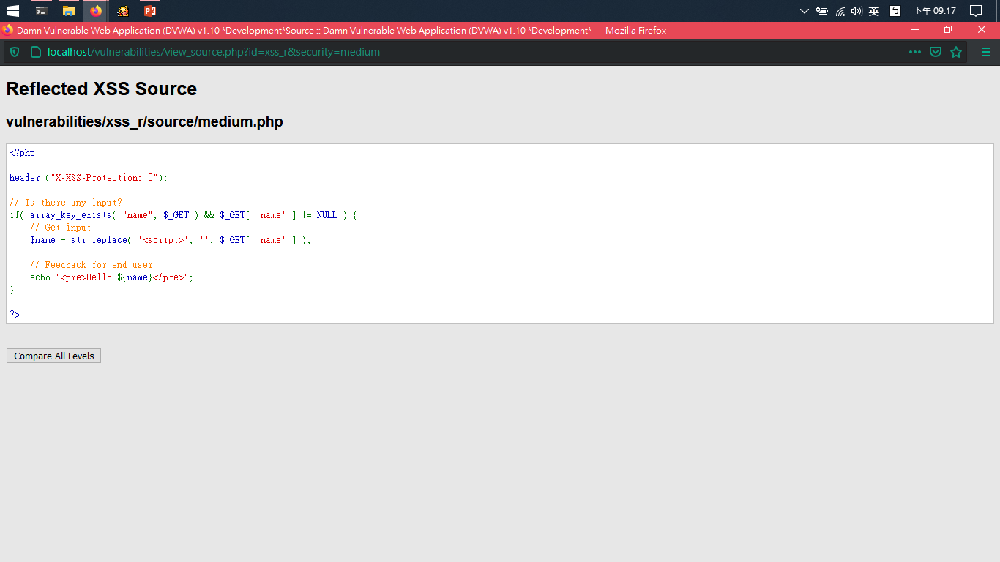 英 下午 09:17
Damn Vulnerable Web Application (DVWA) v1.10 *Development*Source :: Damn Vulnerable Web Application (DVWA) v1.10 *Development* — Mozilla Firefox
localhost/vulnerabilities/view_source.php?id=xss_r&security=medium
Reflected XSS Source
vulnerabilities/xss_r/source/medium.php
<?php
header ("X-XSS-Protection: 0");
// Is there any input?
if( array_key_exists( "name", $_GET ) && $_GET[ 'name' ] != NULL ) {
    // Get input
    $name = str_replace( '<script>', '', $_GET[ 'name' ] );
    // Feedback for end user
    echo "<pre>Hello ${name}</pre>";
}
?>
Compare All Levels